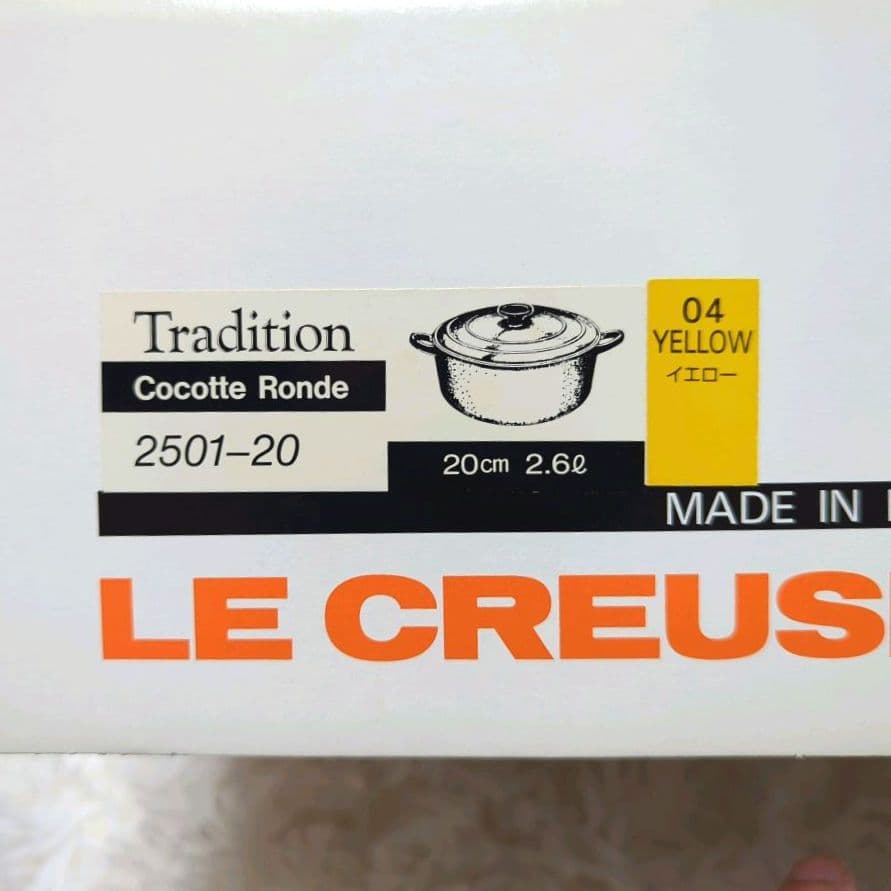 Tradition
Cocotte Ronde
2501–20
20cm 2.6ℓ
04
YELLOW
イエロー
MADE IN
LE CREUS